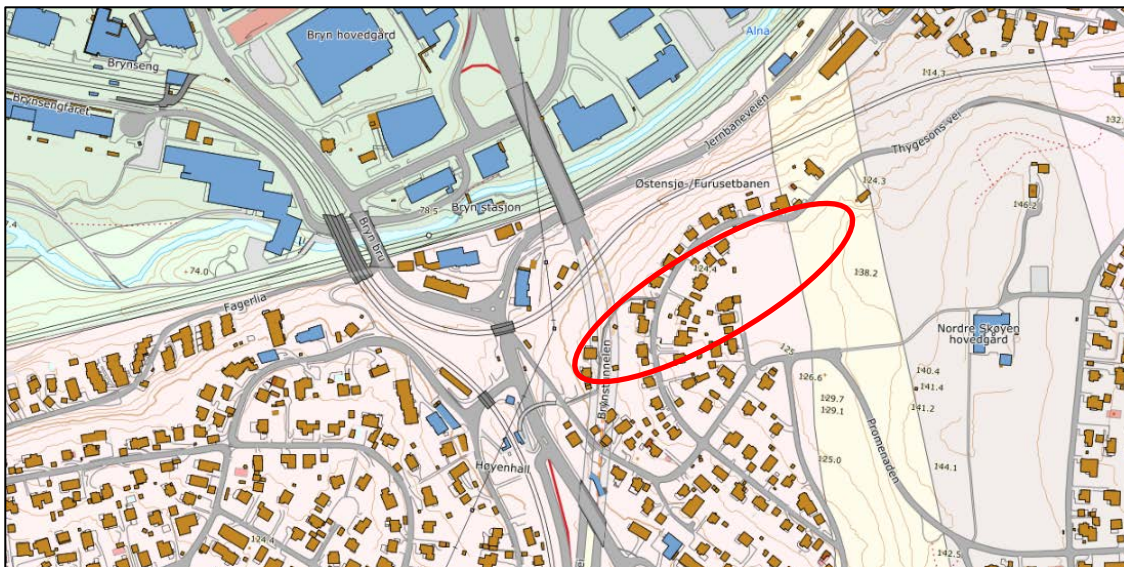 Bryn hovedgård
Alna
Brynseng
114.3
Brynsengfaret
132.
Jernbaneveien
Thygesons vei
Østensjø-/Furusetbanen
124.3
146.2
78.5
Bryn stasjon
7.4
Bryn bru
74.0
124.4
138.2
Fagerlia
Nordre Skøyen
hovedgård
125
126.6
140.4
141.4
129.7
129.1
141.2
Brynstunnelen
Promenaden
125.0
144.1
Høyenhall
124.4
142.5